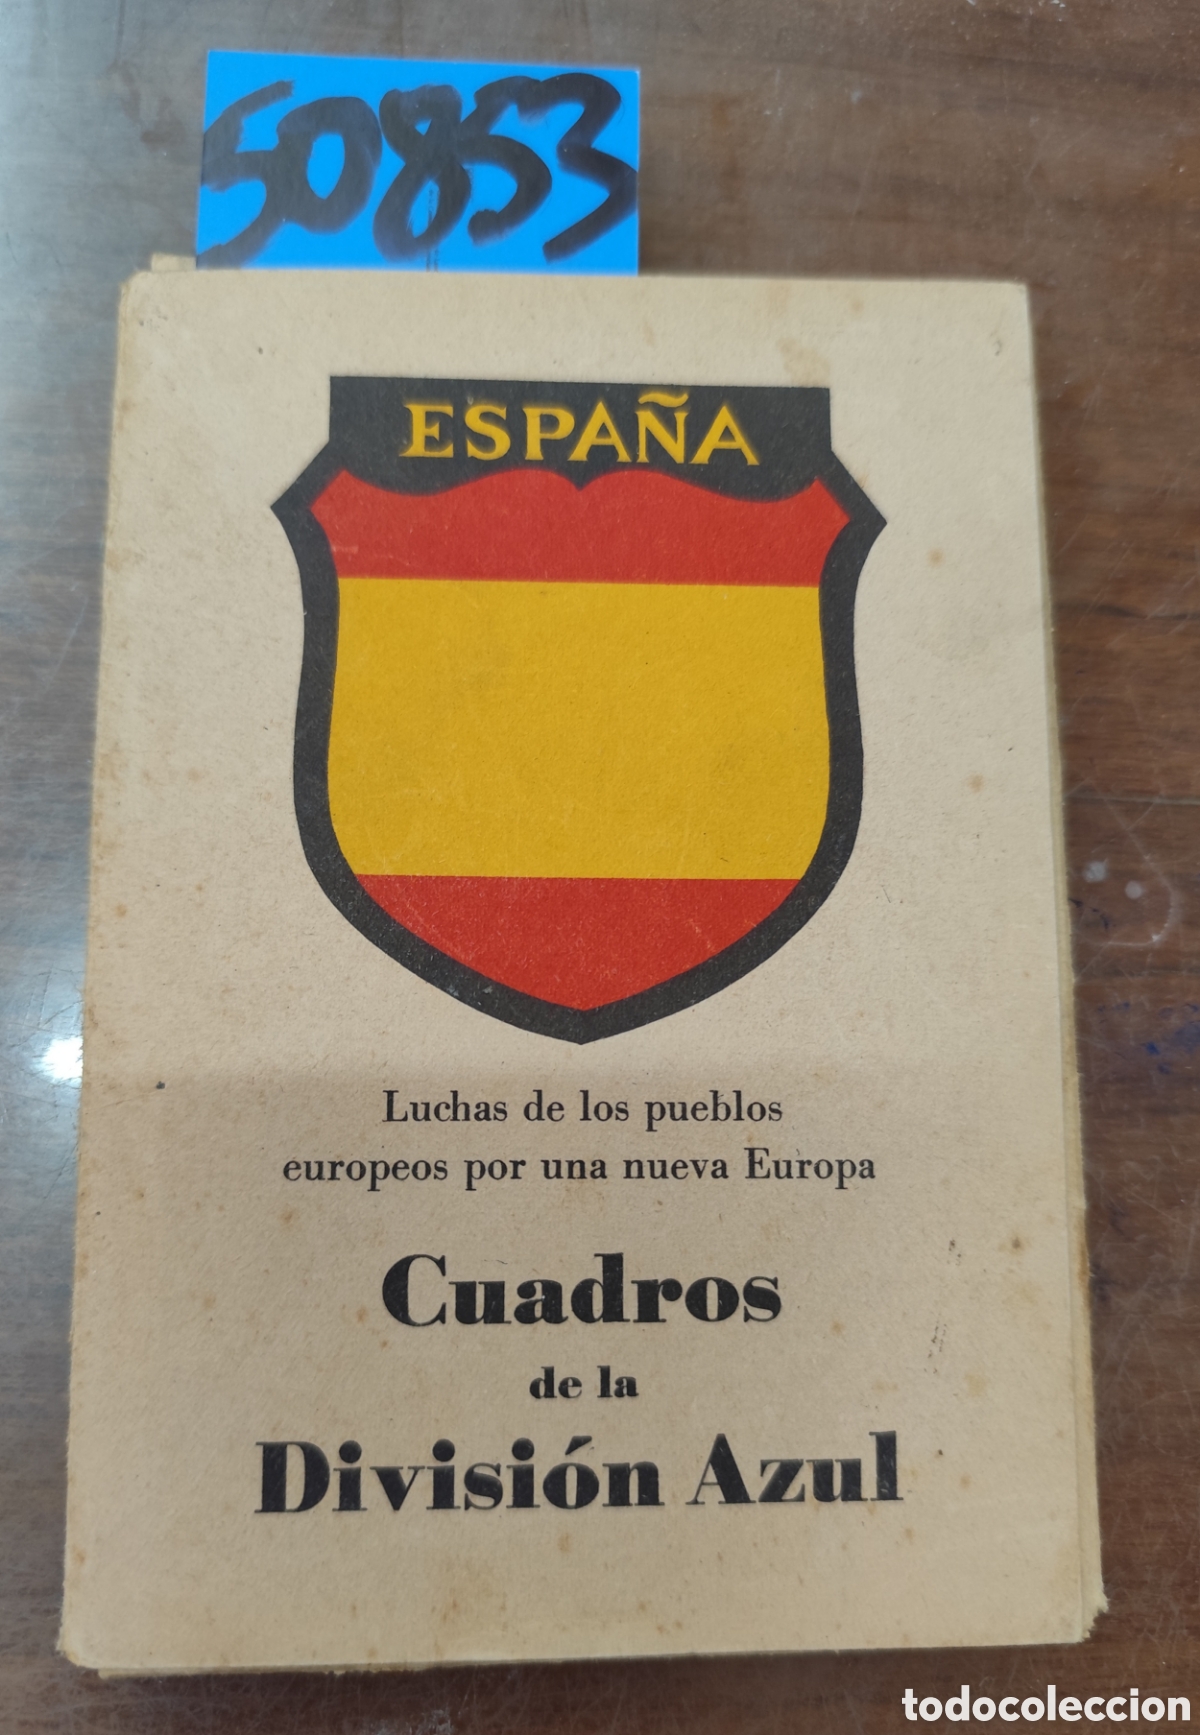 50853
ESPAÑA
Luchas de los pueblos
europeos por una nueva Europa
Cuadros
de la
División Azul
todocoleccion